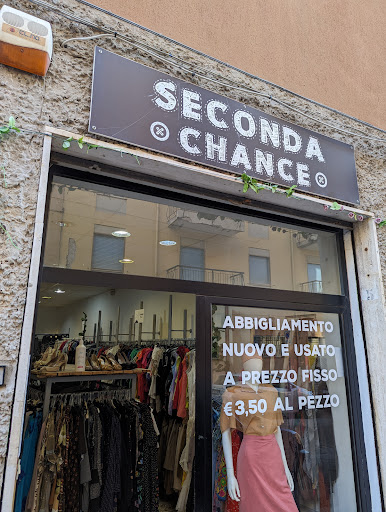 SECONDA
CHANCE
ABBIGLIAMENTO
NUOVO E USATO
A PREZZO FISSO
€3,50 AL PEZZO